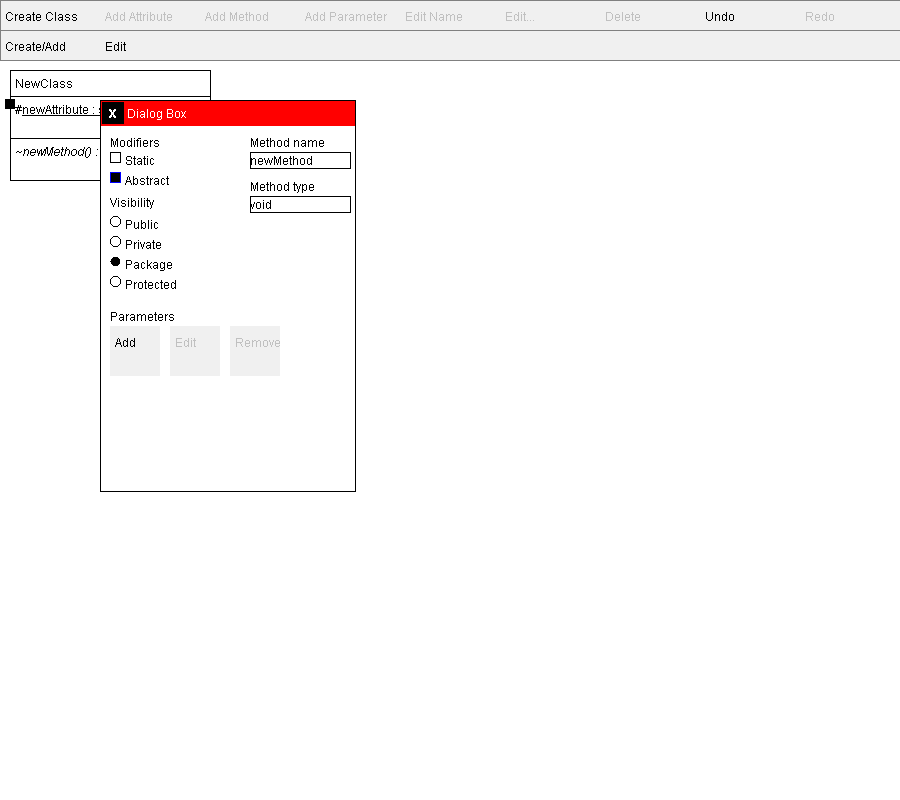 Create Class Add Attribute Add Method Add Parameter Edit Name Edit... Delete Undo Redo
Create/Add Edit
NewClass
#newAttribute :
X Dialog Box
~newMethod() :
Modifiers
Static
Abstract
Visibility
Public
Private
Package
Protected
Method name
newMethod
Method type
void
Parameters
Add Edit Remove